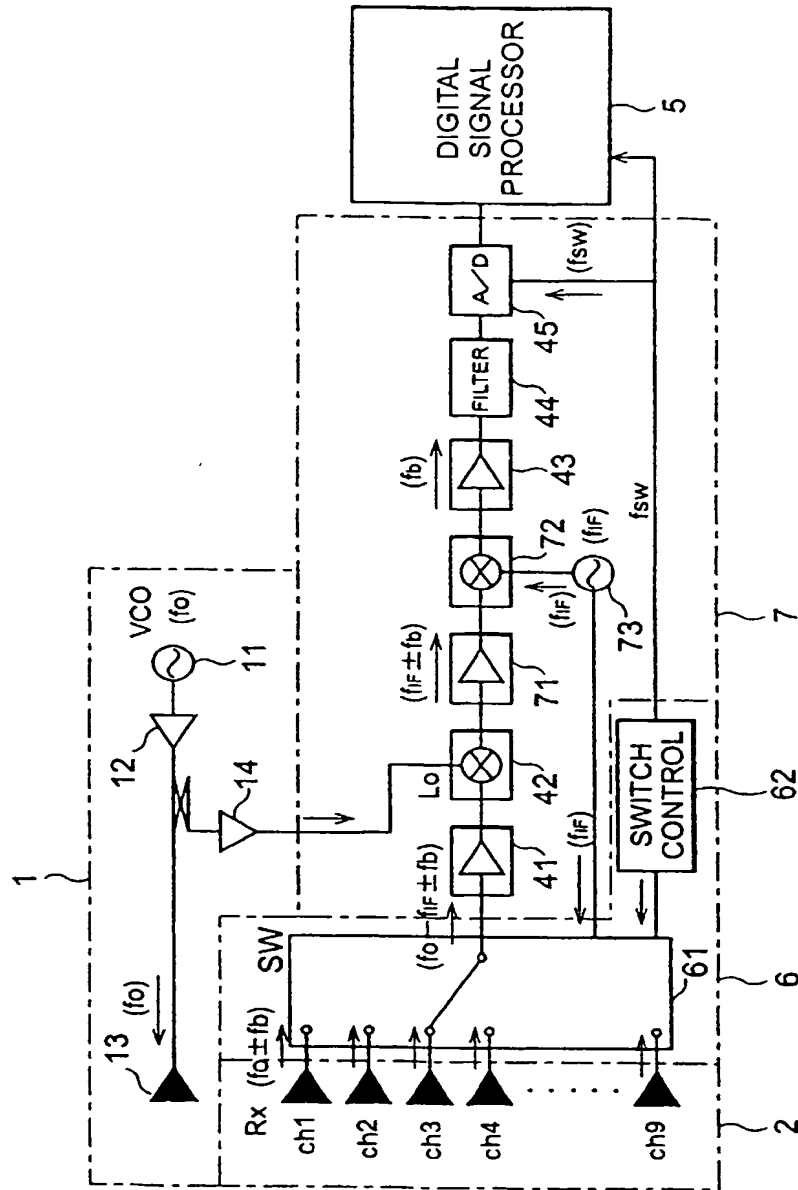 1
VCO
(fo)
11
12
14
13
(fo)
DIGITAL
SIGNAL
PROCESSOR
5
Rx
(fo±fb)
ch1
ch2
ch3
ch4
ch9
2
SW
61
6
(fo-fIF±fb)
41
Lo
42
(fIF±fb)
71
72
(fIF)
73
(fIF)
(fb)
43
FILTER
44
A/D
45
(fsw)
fsw
(fIF)
SWITCH
CONTROL
62
7